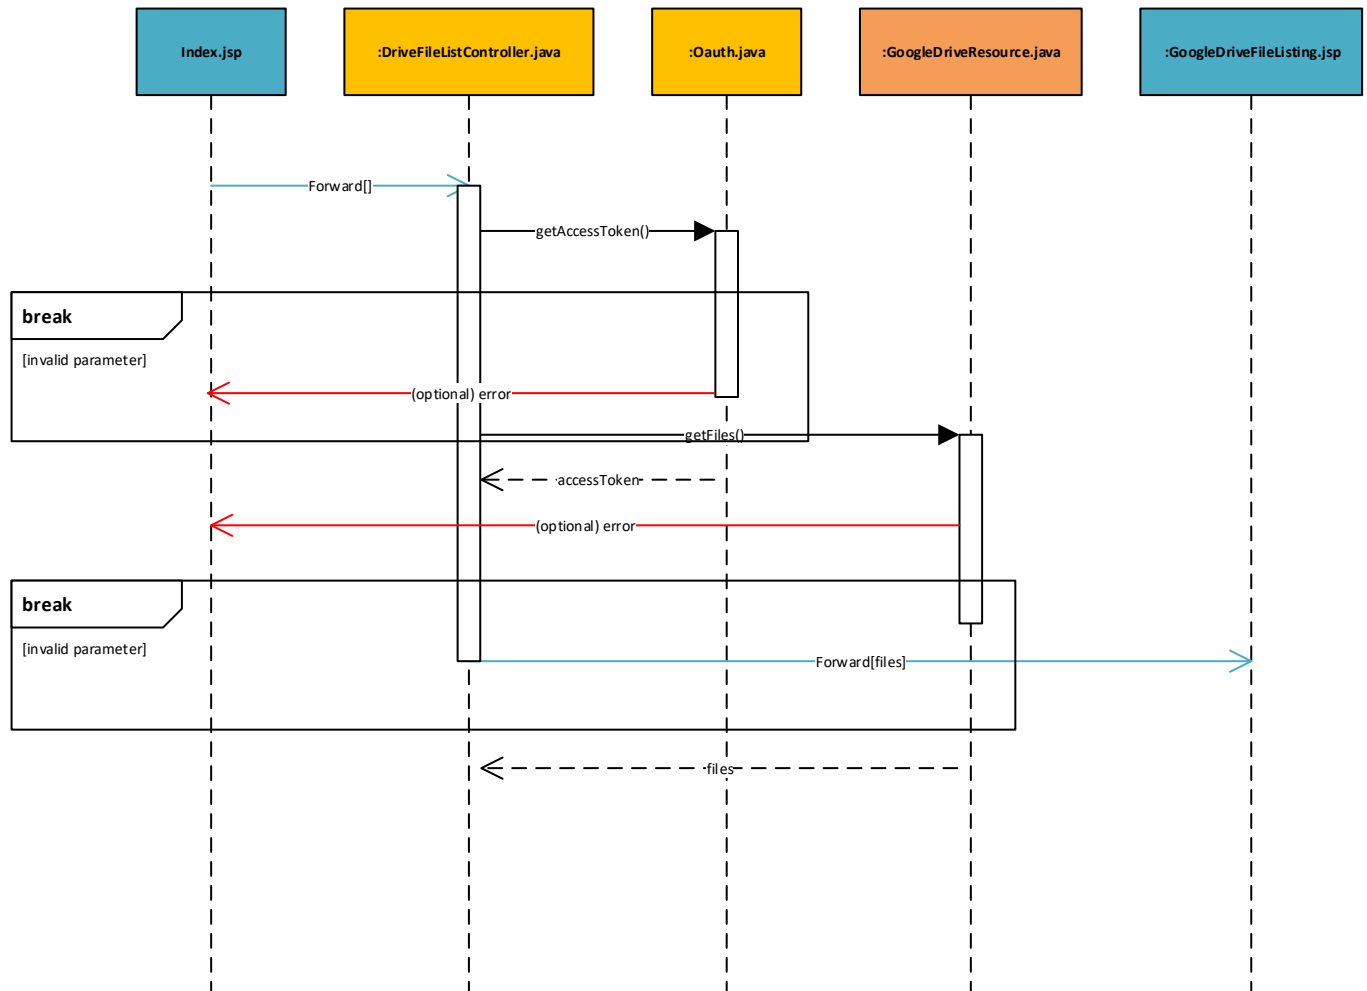 Index.jsp
:DriveFileListController.java
:Oauth.java
:GoogleDriveResource.java
:GoogleDriveFileListing.jsp
Forward[]
getAccessToken()
break
[invalid parameter]
(optional) error
getFiles()
accessToken
(optional) error
break
[invalid parameter]
Forward[files]
files